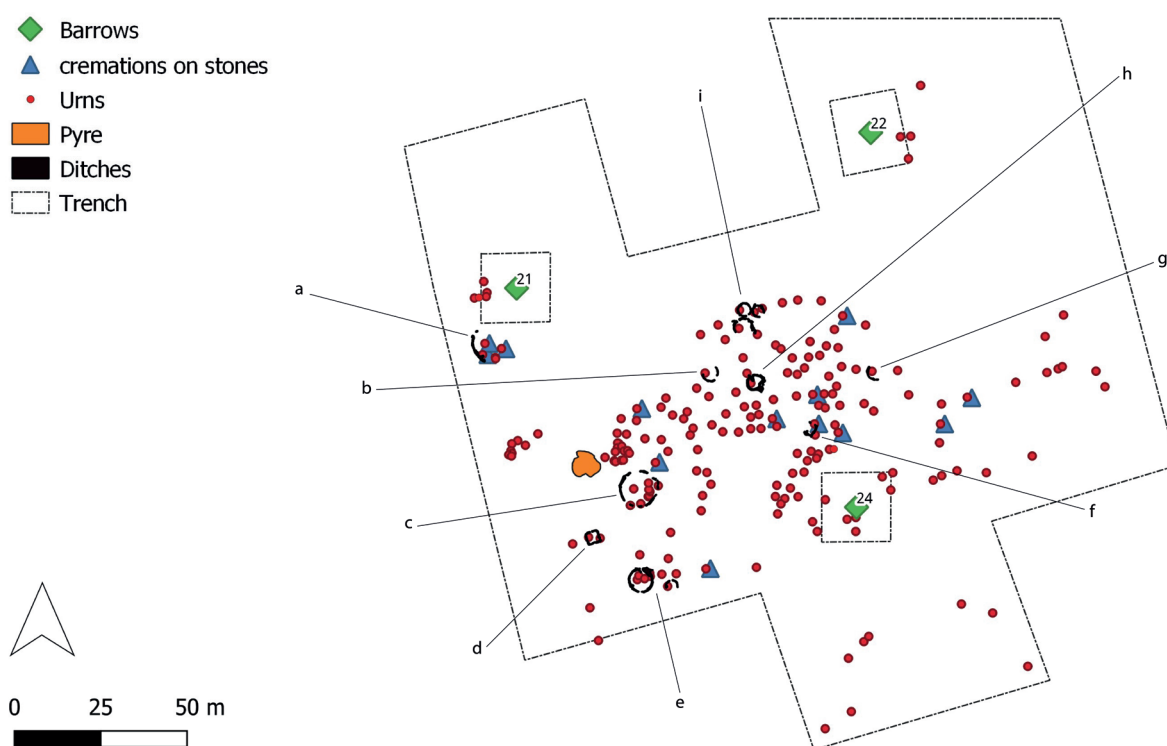 Barrows
cremations on stones
Urns
Pyre
Ditches
Trench
i
h
22
g
21
a
b
24
c
f
d
e
0 25 50 m